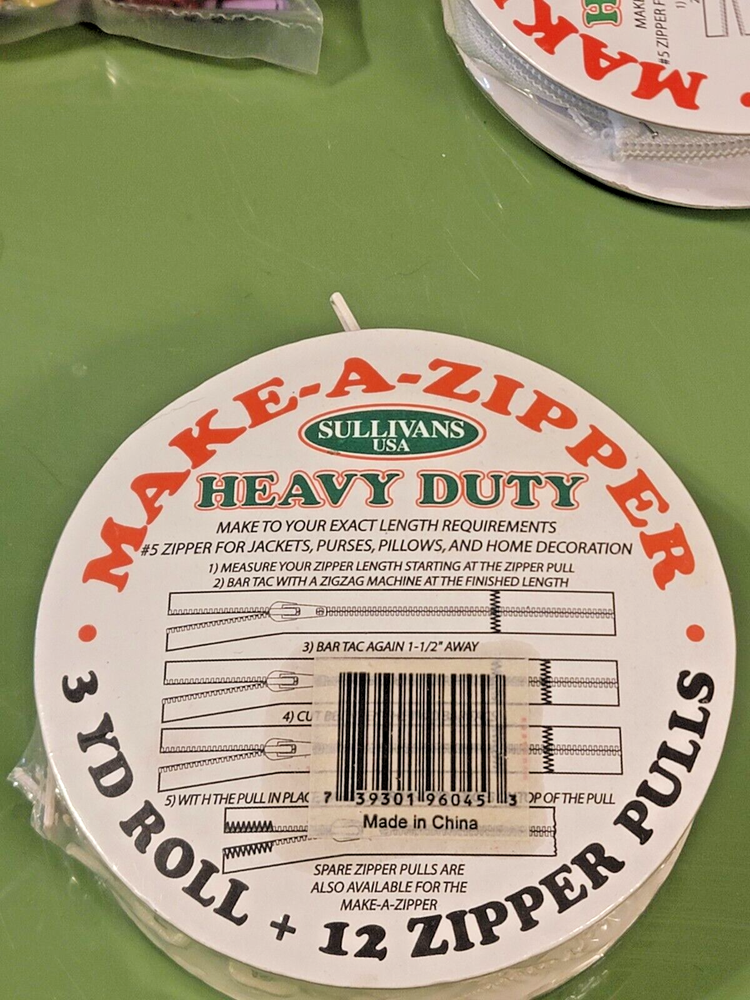 MAKE
MAKE-A-ZIPPER
SULLIVANS
USA
HEAVY DUTY
MAKE TO YOUR EXACT LENGTH REQUIREMENTS
#5 ZIPPER FOR JACKETS, PURSES, PILLOWS, AND HOME DECORATION
1) MEASURE YOUR ZIPPER LENGTH STARTING AT THE ZIPPER PULL
2) BAR TAC WITH A ZIGZAG MACHINE AT THE FINISHED LENGTH
3) BAR TAC AGAIN 1-1/2" AWAY
4) CUT
5) WITH THE PULL IN PLAC
TOP OF THE PULL
7 39301 96045 3
Made in China
SPARE ZIPPER PULLS ARE
ALSO AVAILABLE FOR THE
MAKE-A-ZIPPER
3 YD ROLL + 12 ZIPPER PULLS